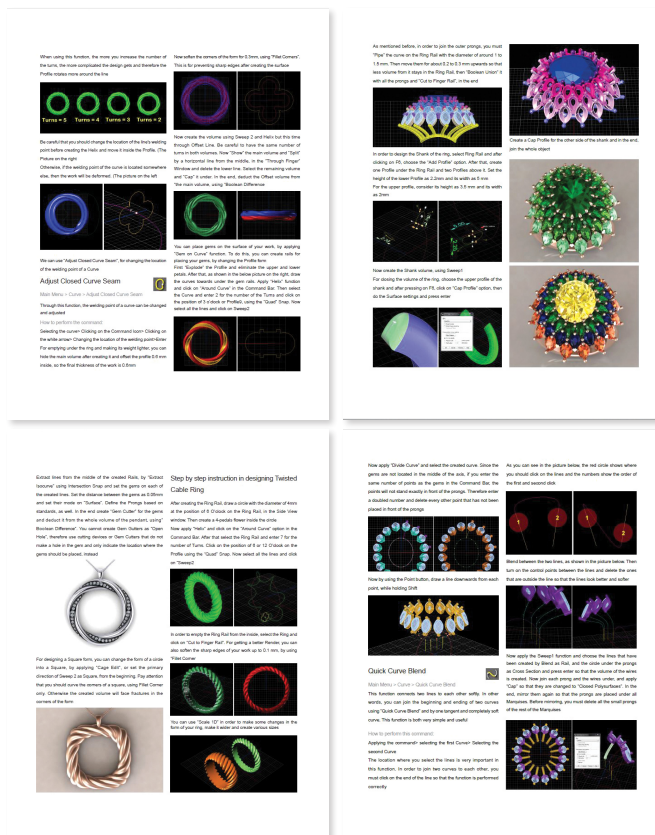 When using this function, the more you increase the number of
the turns, the more complicated the design gets and therefore the
Profile rotates more around the line
Turns = 5 Turns = 4 Turns = 3 Turns = 2
Be careful that you should change the location of the line's welding
point before creating the Helix and move it inside the Profile. (The
Picture on the right
Otherwise, if the welding point of the curve is located somewhere
else, then the work will be deformed. (The picture on the left
We can use "Adjust Closed Curve Seam", for changing the location
of the welding point of a Curve
Adjust Closed Curve Seam
Main Menu > Curve > Adjust Closed Curve Seam
Through this function, the welding point of a curve can be changed
and adjusted
How to perform the command:
Selecting the curve> Clicking on the Command Icon> Clicking on
the white arrow> Changing the location of the welding point>Enter
For emptying under the ring and making its weight lighter, you can
hide the main volume after creating it and offset the profile 0.6 mm
inside, so the final thickness of the work is 0.6mm
Now soften the corners of the form for 0.3mm, using "Fillet Corners".
This is for preventing sharp edges after creating the surface
Now create the volume using Sweep 2 and Helix but this time
through Offset Line. Be careful to have the same number of
turns in both volumes. Now "Show" the main volume and "Split"
by a horizontal line from the middle, in the "Through Finger"
Window and delete the lower line. Select the remaining volume
and "Cap" it under. In the end, deduct the Offset volume from
"the main volume, using "Boolean Difference
You can place gems on the surface of your work, by applying
"Gem on Curve" function. To do this, you can create rails for
placing your gems, by changing the Profile form
First "Explode" the Profile and eliminate the upper and lower
petals. After that, as shown in the below picture on the right, draw
the curves towards under the gem rails. Apply "Helix" function
and click on "Around Curve" in the Command Bar. Then select
the Curve and enter 2 for the number of the Turns and click on
the position of 3 o'clock or Profile9, using the "Quad" Snap. Now
select all the lines and click on Sweep2
As mentioned before, in order to join the outer prongs, you must
"Pipe" the curve on the Ring Rail with the diameter of around 1 to
1.6 mm. Then move them for about 0.2 to 0.3 mm upwards so that
less volume from it stays in the Ring Rail, then "Boolean Union" it
with all the prongs and "Cut to Finger Rail", in the end
In order to design the Shank of the ring, select Ring Rail and after
clicking on F6, choose the "Add Profile" option. After that, create
one Profile under the Ring Rail and two Profiles above it. Set the
height of the lower Profile as 2.2mm and its width as 5 mm
For the upper profile, consider its height as 3.5 mm and its width
as 2mm
Now create the Shank volume, using Sweep1
For closing the volume of the ring, choose the upper profile of the
shank and after pressing on F6, click on "Cap Profile" option, then
do the Settings and press enter
Create a Cap Profile for the other side of the shank and in the end,
join the whole object
Extract lines from the middle of the created Rails, by "Extract
Isocurve" using Intersection Snap and set the gems on each of
the created lines. Set the distance between the gems as 0.05mm
and set their mode on "Surface". Define the Prongs based on
standards, as well. In the end create "Gem Cutter" for the gems
and deduct it from the whole volume of the pendant, using "
Boolean Difference". You cannot create Gem Cutters as "Open
Hole", therefore use cutting devices or Gem Cutters that do not
make a hole in the gem and only indicate the location where the
gems should be placed, instead
For designing a Square form, you can change the form of a circle
into a Square, by applying "Cage Edit", or set the primary
direction of Sweep 2 as Square, from the beginning. Pay attention
that you should curve the corners of a square, using Fillet Corner
only. Otherwise the created volume will face fractures in the
corners of the form
Step by step instruction in designing Twisted
Cable Ring
After creating the Ring Rail, draw a circle with the diameter of 4mm
at the position of 6 O'clock on the Ring Rail, in the Side View
window. Then create a 4-pedals flower inside the circle
Now apply "Helix" and click on the "Around Curve" option in the
Command Bar. After that select the Ring Rail and enter 7 for the
number of Turns. Click on the position of 6 or 12 O'clock on the
Profile using the "Quad" Snap. Now select all the lines and click
on "Sweep2
In order to empty the Ring Rail from the inside, select the Ring and
click on "Cut to Finger Rail". For getting a better Render, you can
also soften the sharp edges of your work up to 0.1 mm, by using
"Fillet Corner
You can use "Scale 1D" in order to make some changes in the
form of your ring, make it wider and create various sizes
Now apply "Divide Curve" and select the created curve. Since the
gems are not located in the middle of the axis, if you enter the
same number of points as the gems in the Command Bar, the
points will not stand exactly in front of the prongs. Therefore enter
a doubled number and delete every other point that has not been
placed in front of prongs
Now by using the Point button, draw a line downwards from each
point, while holding Shift
Quick Curve Blend
Main Menu > Curve > Quick Curve Blend
This function connects two lines to each other softly. In other
words, you can join the beginning and ending of two curves
using "Quick Curve Blend" and by one tangent and completely soft
curve. This function is both very simple and useful
How to perform this command:
Applying the command> selecting the first Curve> Selecting the
second Curve
The location where you select the lines is very important in
this function. In order to join two curves to each other, you
must click on the end of the line so that the function is performed
correctly
As you can see in the picture below, the red circle shows where
you should click on the lines and the numbers show the order of
the first and second click
1 2 1 2
Blend between the two lines, as shown in the picture below. Then
turn on the control points between the lines and delete the ones
that are outside the line so that the lines look better and softer
Now apply the Sweep1 function and choose the lines that have
been created by Blend as Rail, and the circle under the prongs
as Cross Section and press enter so that the volume of the wires
is created. Now join each prong and the wires under, and apply
"Cap" so that they are changed to "Closed Polysurfaces". In the
end, mirror them again so that the prongs are placed under all
Marquises. Before mirroring, you must delete all the small prongs
of the rest of the Marquises